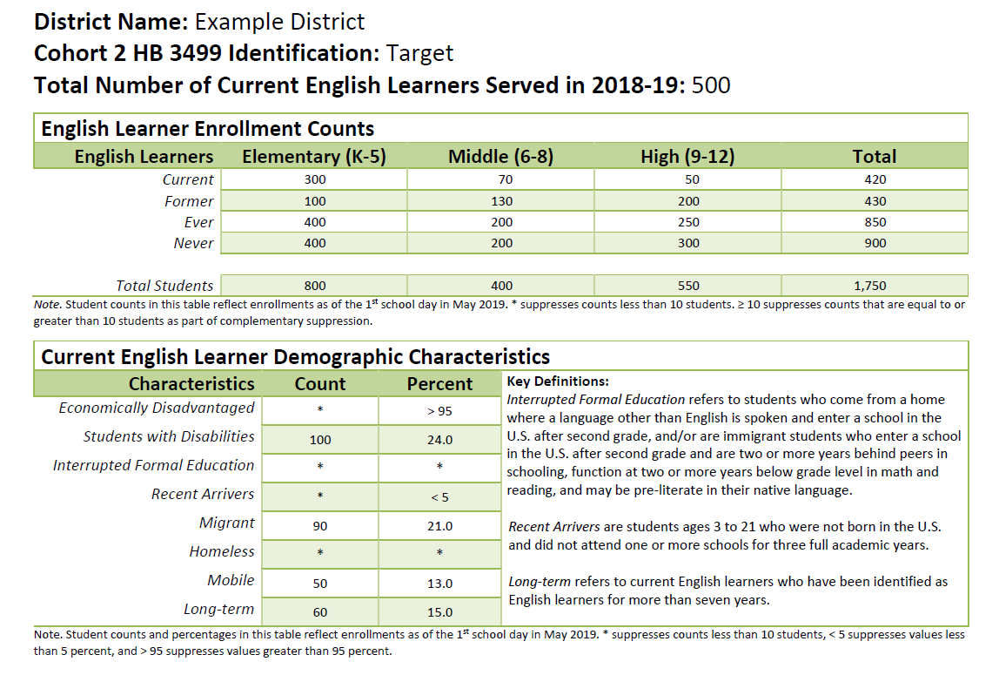 District Name: Example District
Cohort 2 HB 3499 Identification: Target
Total Number of Current English Learners Served in 2018-19: 500
English Learner Enrollment Counts
English Learners Elementary (K-5) Middle (6-8) High (9-12) Total
Current 300 70 50 420
Former 100 130 200 430
Ever 400 200 250 850
Never 400 200 300 900
Total Students 800 400 550 1,750
Note. Student counts in this table reflect enrollments as of the 1st school day in May 2019. * suppresses counts less than 10 students. ≥ 10 suppresses counts that are equal to or
greater than 10 students as part of complementary suppression.
Current English Learner Demographic Characteristics
Characteristics Count Percent
Economically Disadvantaged * > 95
Students with Disabilities 100 24.0
Interrupted Formal Education * *
Recent Arrivers * < 5
Migrant 90 21.0
Homeless * *
Mobile 50 13.0
Long-term 60 15.0
Key Definitions:
Interrupted Formal Education refers to students who come from a home
where a language other than English is spoken and enter a school in the
U.S. after second grade, and/or are immigrant students who enter a school
in the U.S. after second grade and are two or more years behind peers in
schooling, function at two or more years below grade level in math and
reading, and may be pre-literate in their native language.
Recent Arrivers are students ages 3 to 21 who were not born in the U.S.
and did not attend one or more schools for three full academic years.
Long-term refers to current English learners who have been identified as
English learners for more than seven years.
Note. Student counts and percentages in this table reflect enrollments as of the 1st school day in May 2019. * suppresses counts less than 10 students, < 5 suppresses values less
than 5 percent, and > 95 suppresses values greater than 95 percent.